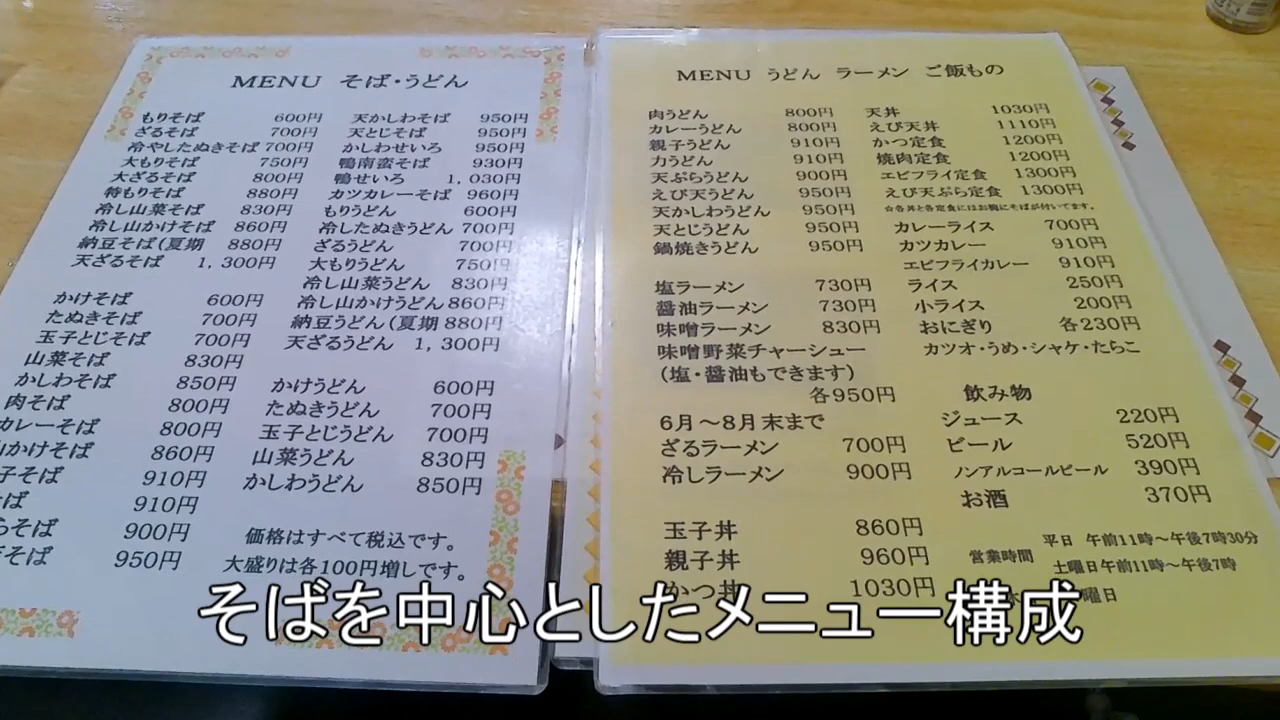 MENU そば・うどん
もりそば 600円
ざるそば 700円
冷やしたぬきそば 700円
大もりそば 750円
大ざるそば 800円
特もりそば 880円
冷し山菜そば 830円
冷し山かけそば 860円
納豆そば(夏期 880円
天ざるそば 1,300円
かけそば 600円
たぬきそば 700円
玉子とじそば 700円
山菜そば 830円
かしわそば 850円
肉そば 800円
カレーそば 800円
山かけそば 860円
子そば 910円
そば 910円
らそば 900円
そば 950円
天かしわそば 950円
天とじそば 950円
かしわせいろ 950円
鴨南蛮そば 930円
鴨せいろ 1,030円
カツカレーそば 960円
もりうどん 600円
冷したぬきうどん 700円
ざるうどん 700円
大もりうどん 750円
冷し山菜うどん 830円
冷し山かけうどん 860円
納豆うどん(夏期 880円
天ざるうどん 1,300円
かけうどん 600円
たぬきうどん 700円
玉子とじうどん 700円
山菜うどん 830円
かしわうどん 850円
価格はすべて税込です。
大盛りは各100円増しです。
MENU うどん ラーメン ご飯もの
肉うどん 800円
カレーうどん 800円
親子うどん 910円
力うどん 910円
天ぷらうどん 900円
えび天うどん 950円
天かしわうどん 950円
天とじうどん 950円
鍋焼きうどん 950円
塩ラーメン 730円
醤油ラーメン 730円
味噌ラーメン 830円
味噌野菜チャーシュー
(塩・醤油もできます)
各950円
6月～8月末まで
ざるラーメン 700円
冷しラーメン 900円
玉子丼 860円
親子丼 960円
かつ丼 1030円
天丼 1030円
えび天丼 1110円
かつ定食 1200円
焼肉定食 1200円
エビフライ定食 1300円
えび天ぷら定食 1300円
☆各丼と各定食にはお椀にそばが付いてます。
カレーライス 700円
カツカレー 910円
エビフライカレー 910円
ライス 250円
小ライス 200円
おにぎり 各230円
カツオ・うめ・シャケ・たらこ
飲み物
ジュース 220円
ビール 520円
ノンアルコールビール 390円
お酒 370円
営業時間
平日 午前11時～午後7時30分
土曜日午前11時～午後7時
曜日
そばを中心としたメニュー構成